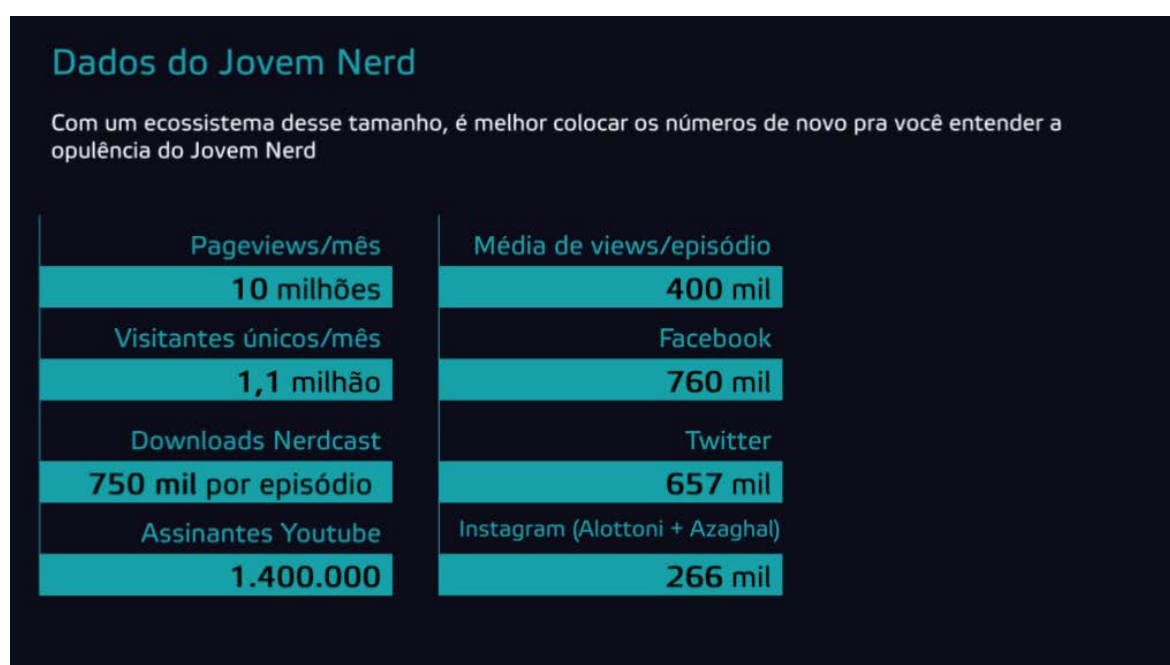 Dados do Jovem Nerd
Com um ecossistema desse tamanho, é melhor colocar os números de novo pra você entender a
opulência do Jovem Nerd
Pageviews/mês
10 milhões
Visitantes únicos/mês
1,1 milhão
Downloads Nerdcast
750 mil por episódio
Assinantes Youtube
1.400.000
Média de views/episódio
400 mil
Facebook
760 mil
Twitter
657 mil
Instagram (Alottoni + Azaghal)
266 mil